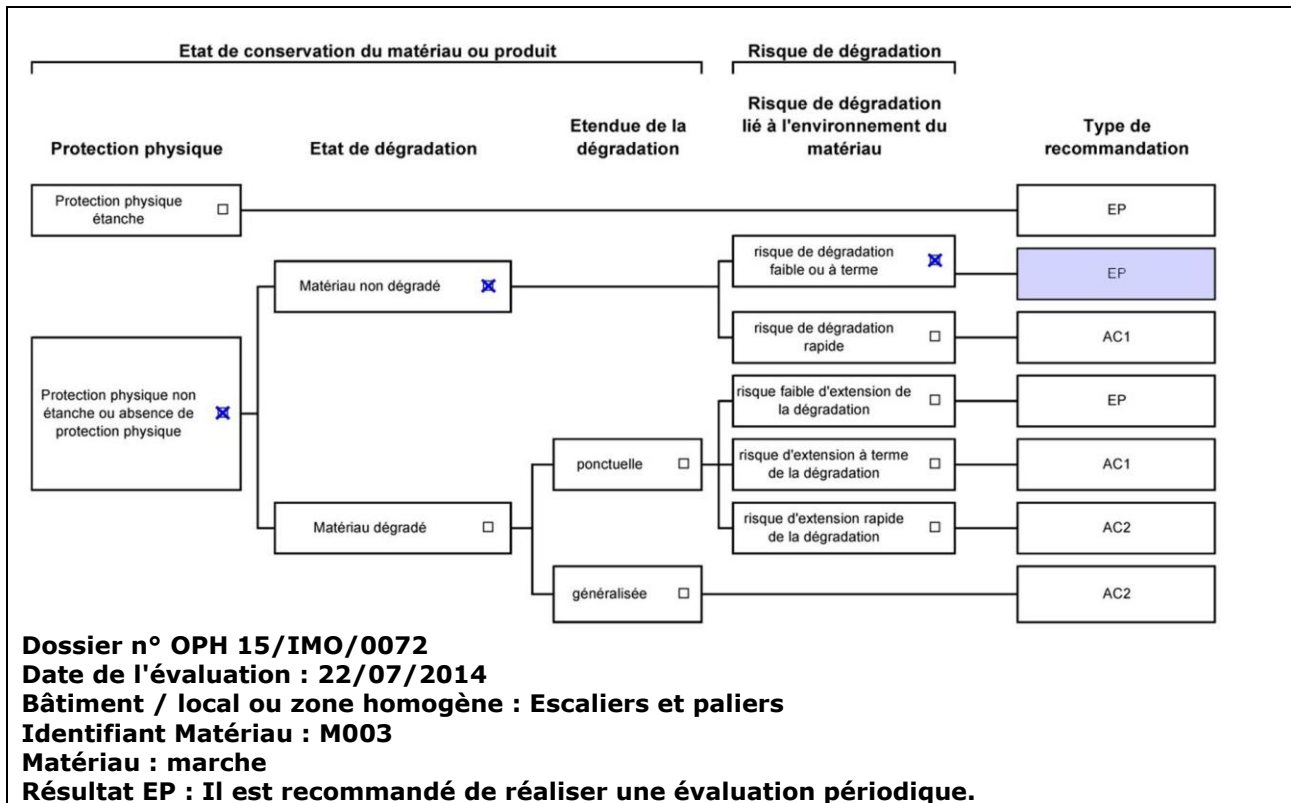 Etat de conservation du matériau ou produit
Risque de dégradation
Protection physique
Etat de dégradation
Etendue de la
dégradation
Risque de dégradation
lié à l'environnement du
matériau
Type de
recommandation
Protection physique
étanche
EP
Matériau non dégradé
risque de dégradation
faible ou à terme
EP
risque de dégradation
rapide
AC1
Protection physique non
étanche ou absence de
protection physique
risque faible d'extension de
la dégradation
EP
ponctuelle
risque d'extension à terme
de la dégradation
AC1
Matériau dégradé
risque d'extension rapide
de la dégradation
AC2
généralisée
AC2
Dossier n° OPH 15/IMO/0072
Date de l'évaluation : 22/07/2014
Bâtiment / local ou zone homogène : Escaliers et paliers
Identifiant Matériau : M003
Matériau : marche
Résultat EP : Il est recommandé de réaliser une évaluation périodique.